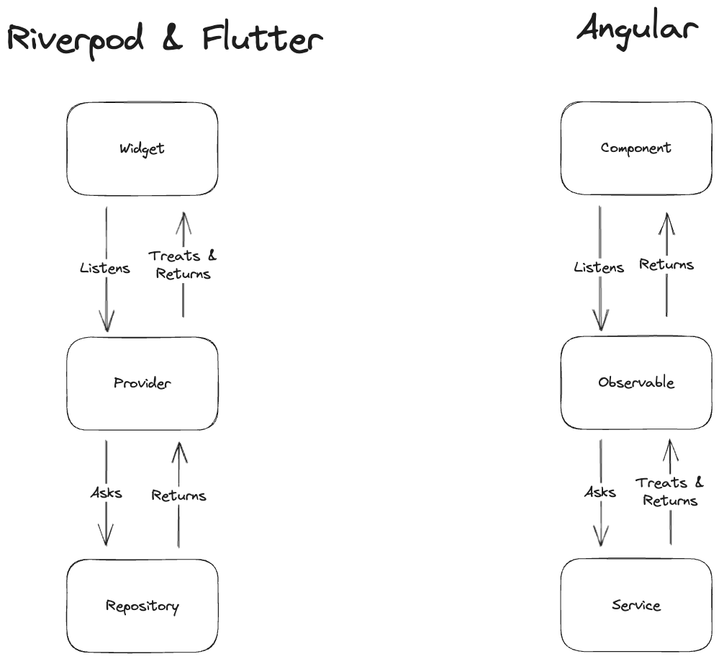 Riverpod & Flutter
Angular
Widget
Component
Listens
Treats &
Returns
Listens
Returns
Provider
Observable
Asks
Returns
Asks
Treats &
Returns
Repository
Service